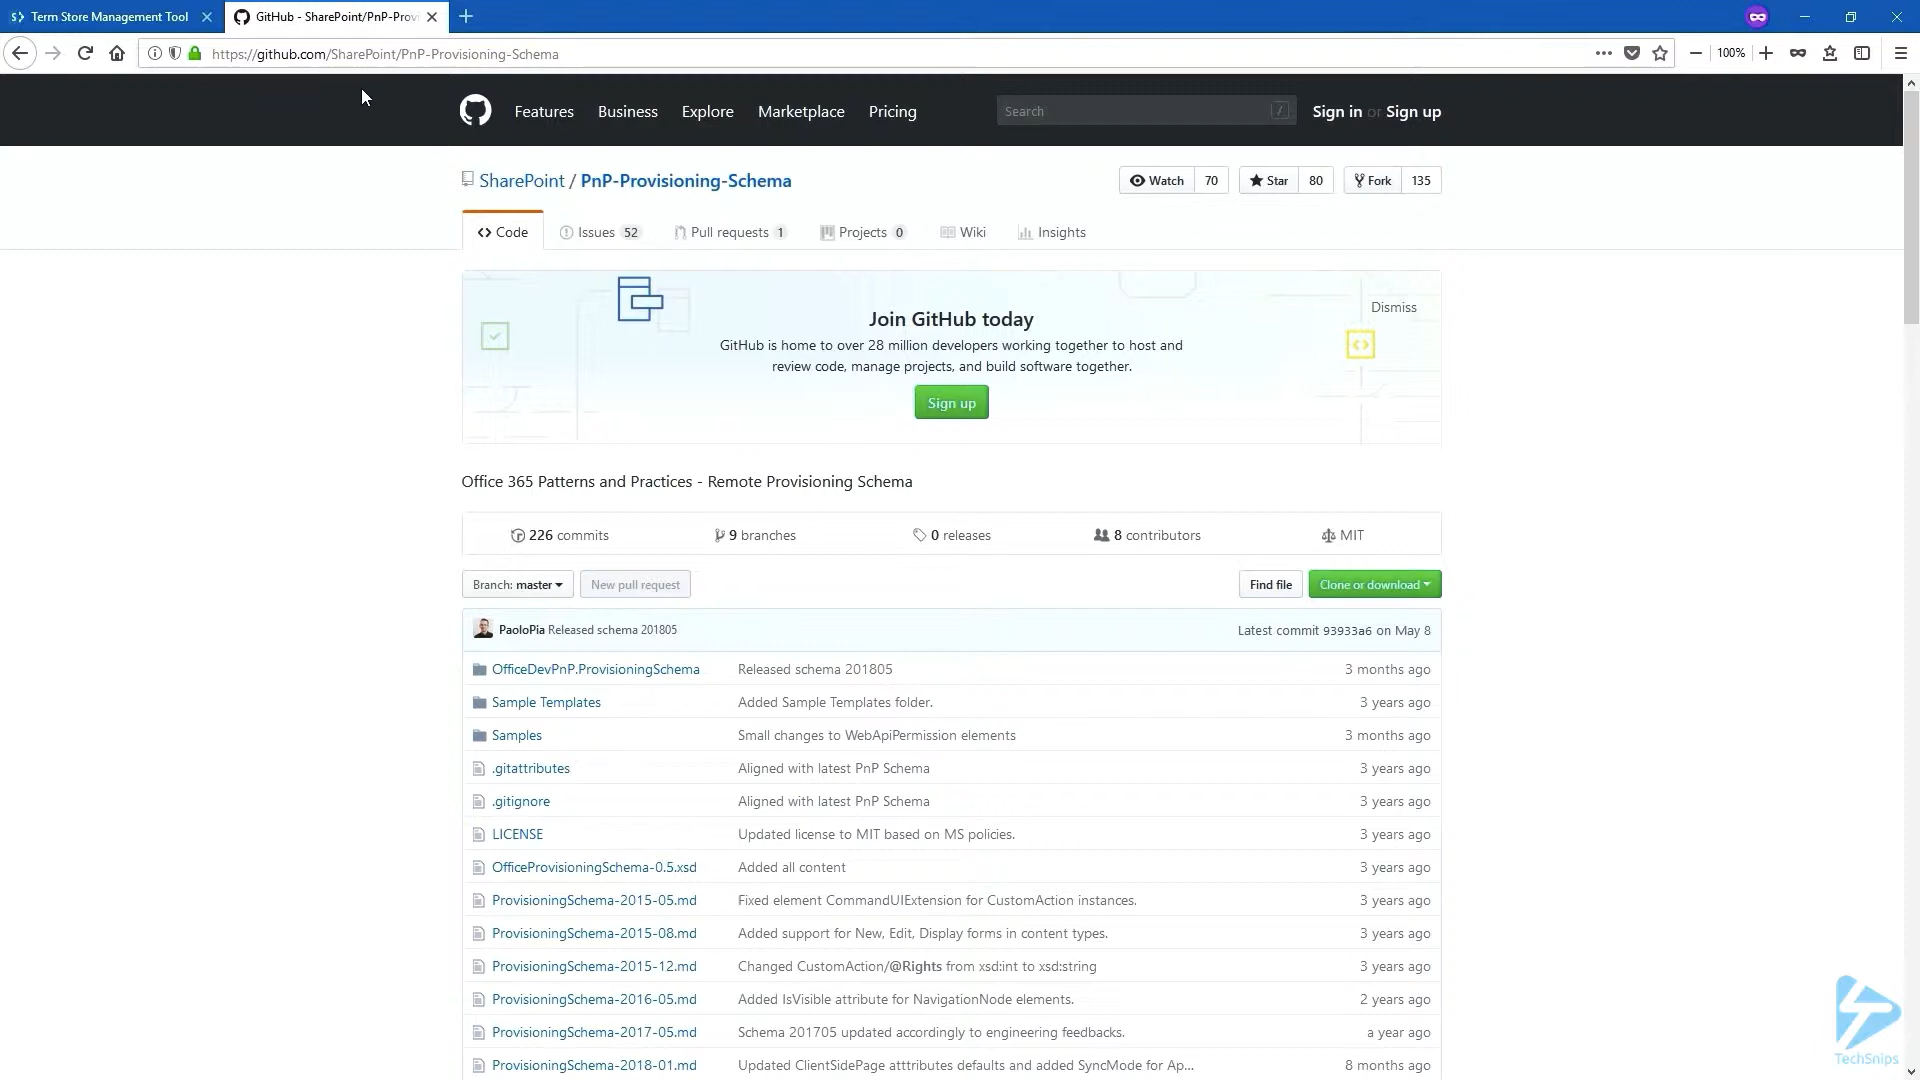 Term Store Management Tool
GitHub - SharePoint/PnP-Prov
https://github.com/SharePoint/PnP-Provisioning-Schema
100%
Features Business Explore Marketplace Pricing
Search /
Sign in or Sign up
SharePoint / PnP-Provisioning-Schema
Watch 70 Star 80 Fork 135
Code Issues 52 Pull requests 1 Projects 0 Wiki Insights
Dismiss
Join GitHub today
GitHub is home to over 28 million developers working together to host and
review code, manage projects, and build software together.
Sign up
Office 365 Patterns and Practices - Remote Provisioning Schema
226 commits 9 branches 0 releases 8 contributors MIT
Branch: master New pull request Find file Clone or download
PaoloPia Released schema 201805 Latest commit 93933a6 on May 8
OfficeDevPnP.ProvisioningSchema Released schema 201805 3 months ago
Sample Templates Added Sample Templates folder. 3 years ago
Samples Small changes to WebApiPermission elements 3 months ago
.gitattributes Aligned with latest PnP Schema 3 years ago
.gitignore Aligned with latest PnP Schema 3 years ago
LICENSE Updated license to MIT based on MS policies. 3 years ago
OfficeProvisioningSchema-0.5.xsd Added all content 3 years ago
ProvisioningSchema-2015-05.md Fixed element CommandUIExtension for CustomAction instances. 3 years ago
ProvisioningSchema-2015-08.md Added support for New, Edit, Display forms in content types. 3 years ago
ProvisioningSchema-2015-12.md Changed CustomAction/@Rights from xsd:int to xsd:string 3 years ago
ProvisioningSchema-2016-05.md Added IsVisible attribute for NavigationNode elements. 2 years ago
ProvisioningSchema-2017-05.md Schema 201705 updated accordingly to engineering feedbacks. a year ago
ProvisioningSchema-2018-01.md Updated ClientSidePage atttributes defaults and added SyncMode for Ap... 8 months ago
TechSnips